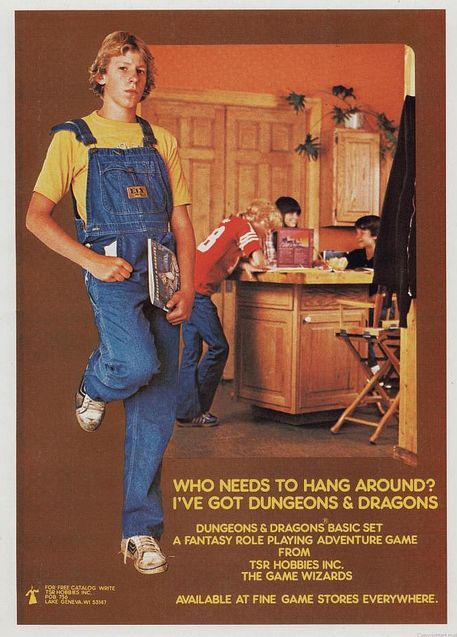 8
WHO NEEDS TO HANG AROUND?
I'VE GOT DUNGEONS & DRAGONS
DUNGEONS & DRAGONS® BASIC SET
A FANTASY ROLE PLAYING ADVENTURE GAME
FROM
TSR HOBBIES INC.
THE GAME WIZARDS
AVAILABLE AT FINE GAME STORES EVERYWHERE.
FOR FREE CATALOG WRITE
TSR HOBBIES INC.
POB 756
LAKE GENEVA, WI 53147